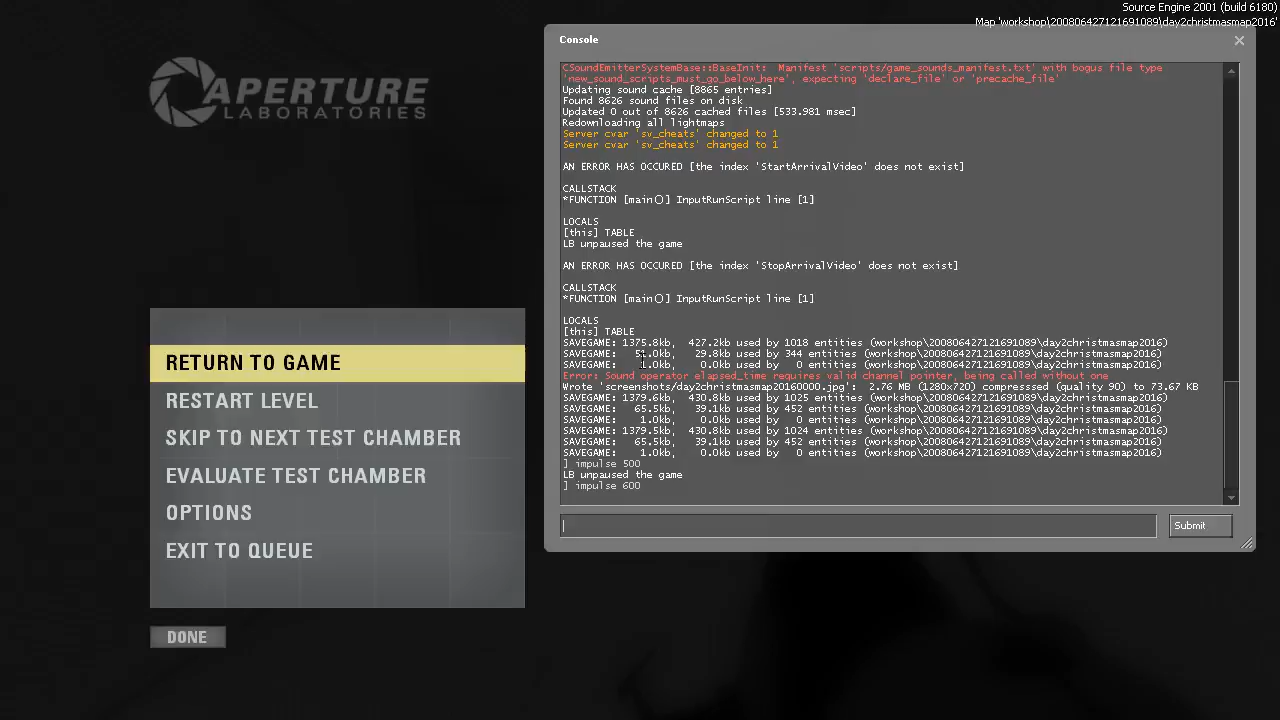 Source Engine 2001 (build 6180)
Map 'workshop\200806427121691089\day2christmasmap2016'
APERTURE
LABORATORIES
Console
CSoundEmitterSystemBase::BaseInit:  Manifest 'scripts/game_sounds_manifest.txt' with bogus file type
'new_sound_scripts_must_go_below_here', expecting 'declare_file' or 'precache_file'
Updating sound cache [8865 entries]
Found 8626 sound files on disk
Updated 0 out of 8626 cached files [533.981 msec]
Redownloading all lightmaps
Server cvar 'sv_cheats' changed to 1
Server cvar 'sv_cheats' changed to 1
AN ERROR HAS OCCURED [the index 'StartArrivalVideo' does not exist]
CALLSTACK
*FUNCTION [main()] InputRunScript line [1]
LOCALS
[this] TABLE
LB unpaused the game
AN ERROR HAS OCCURED [the index 'StopArrivalVideo' does not exist]
CALLSTACK
*FUNCTION [main()] InputRunScript line [1]
LOCALS
[this] TABLE
SAVEGAME: 1375.8kb,  427.2kb used by 1018 entities (workshop\200806427121691089\day2christmasmap2016)
SAVEGAME: 29.8kb used by 344 entities (workshop\200806427121691089\day2christmasmap2016)
SAVEGAME:    1.0kb,    0.0kb used by    0 entities (workshop\200806427121691089\day2christmasmap2016)
Error: Sound operator elapsed_time requires valid channel pointer, being called without one
Wrote 'screenshots/day2christmasmap20160000.jpg':  2.76 MB (1280x720) compresssed (quality 90) to 73.67 KB
SAVEGAME: 1379.6kb,  430.8kb used by 1025 entities (workshop\200806427121691089\day2christmasmap2016)
SAVEGAME:   65.5kb,   39.1kb used by  452 entities (workshop\200806427121691089\day2christmasmap2016)
SAVEGAME:    1.0kb,    0.0kb used by    0 entities (workshop\200806427121691089\day2christmasmap2016)
SAVEGAME: 1379.5kb,  430.8kb used by 1024 entities (workshop\200806427121691089\day2christmasmap2016)
SAVEGAME:   65.5kb,   39.1kb used by  452 entities (workshop\200806427121691089\day2christmasmap2016)
SAVEGAME:    1.0kb,    0.0kb used by    0 entities (workshop\200806427121691089\day2christmasmap2016)
] impulse 500
LB unpaused the game
] impulse 600
Submit
RETURN TO GAME
RESTART LEVEL
SKIP TO NEXT TEST CHAMBER
EVALUATE TEST CHAMBER
OPTIONS
EXIT TO QUEUE
DONE